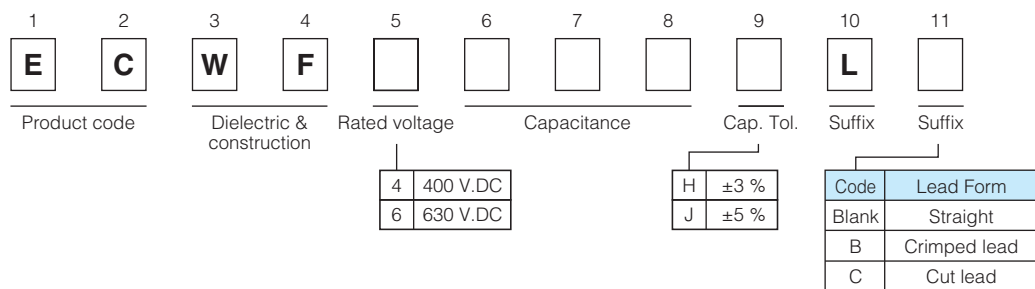 1 2 3 4 5 6 7 8 9 10 11
E C W F L
Product code Dielectric & construction Rated voltage Capacitance Cap. Tol. Suffix Suffix
4 400 V.DC
6 630 V.DC
H ±3 %
J ±5 %
Code Lead Form
Blank Straight
B Crimped lead
C Cut lead